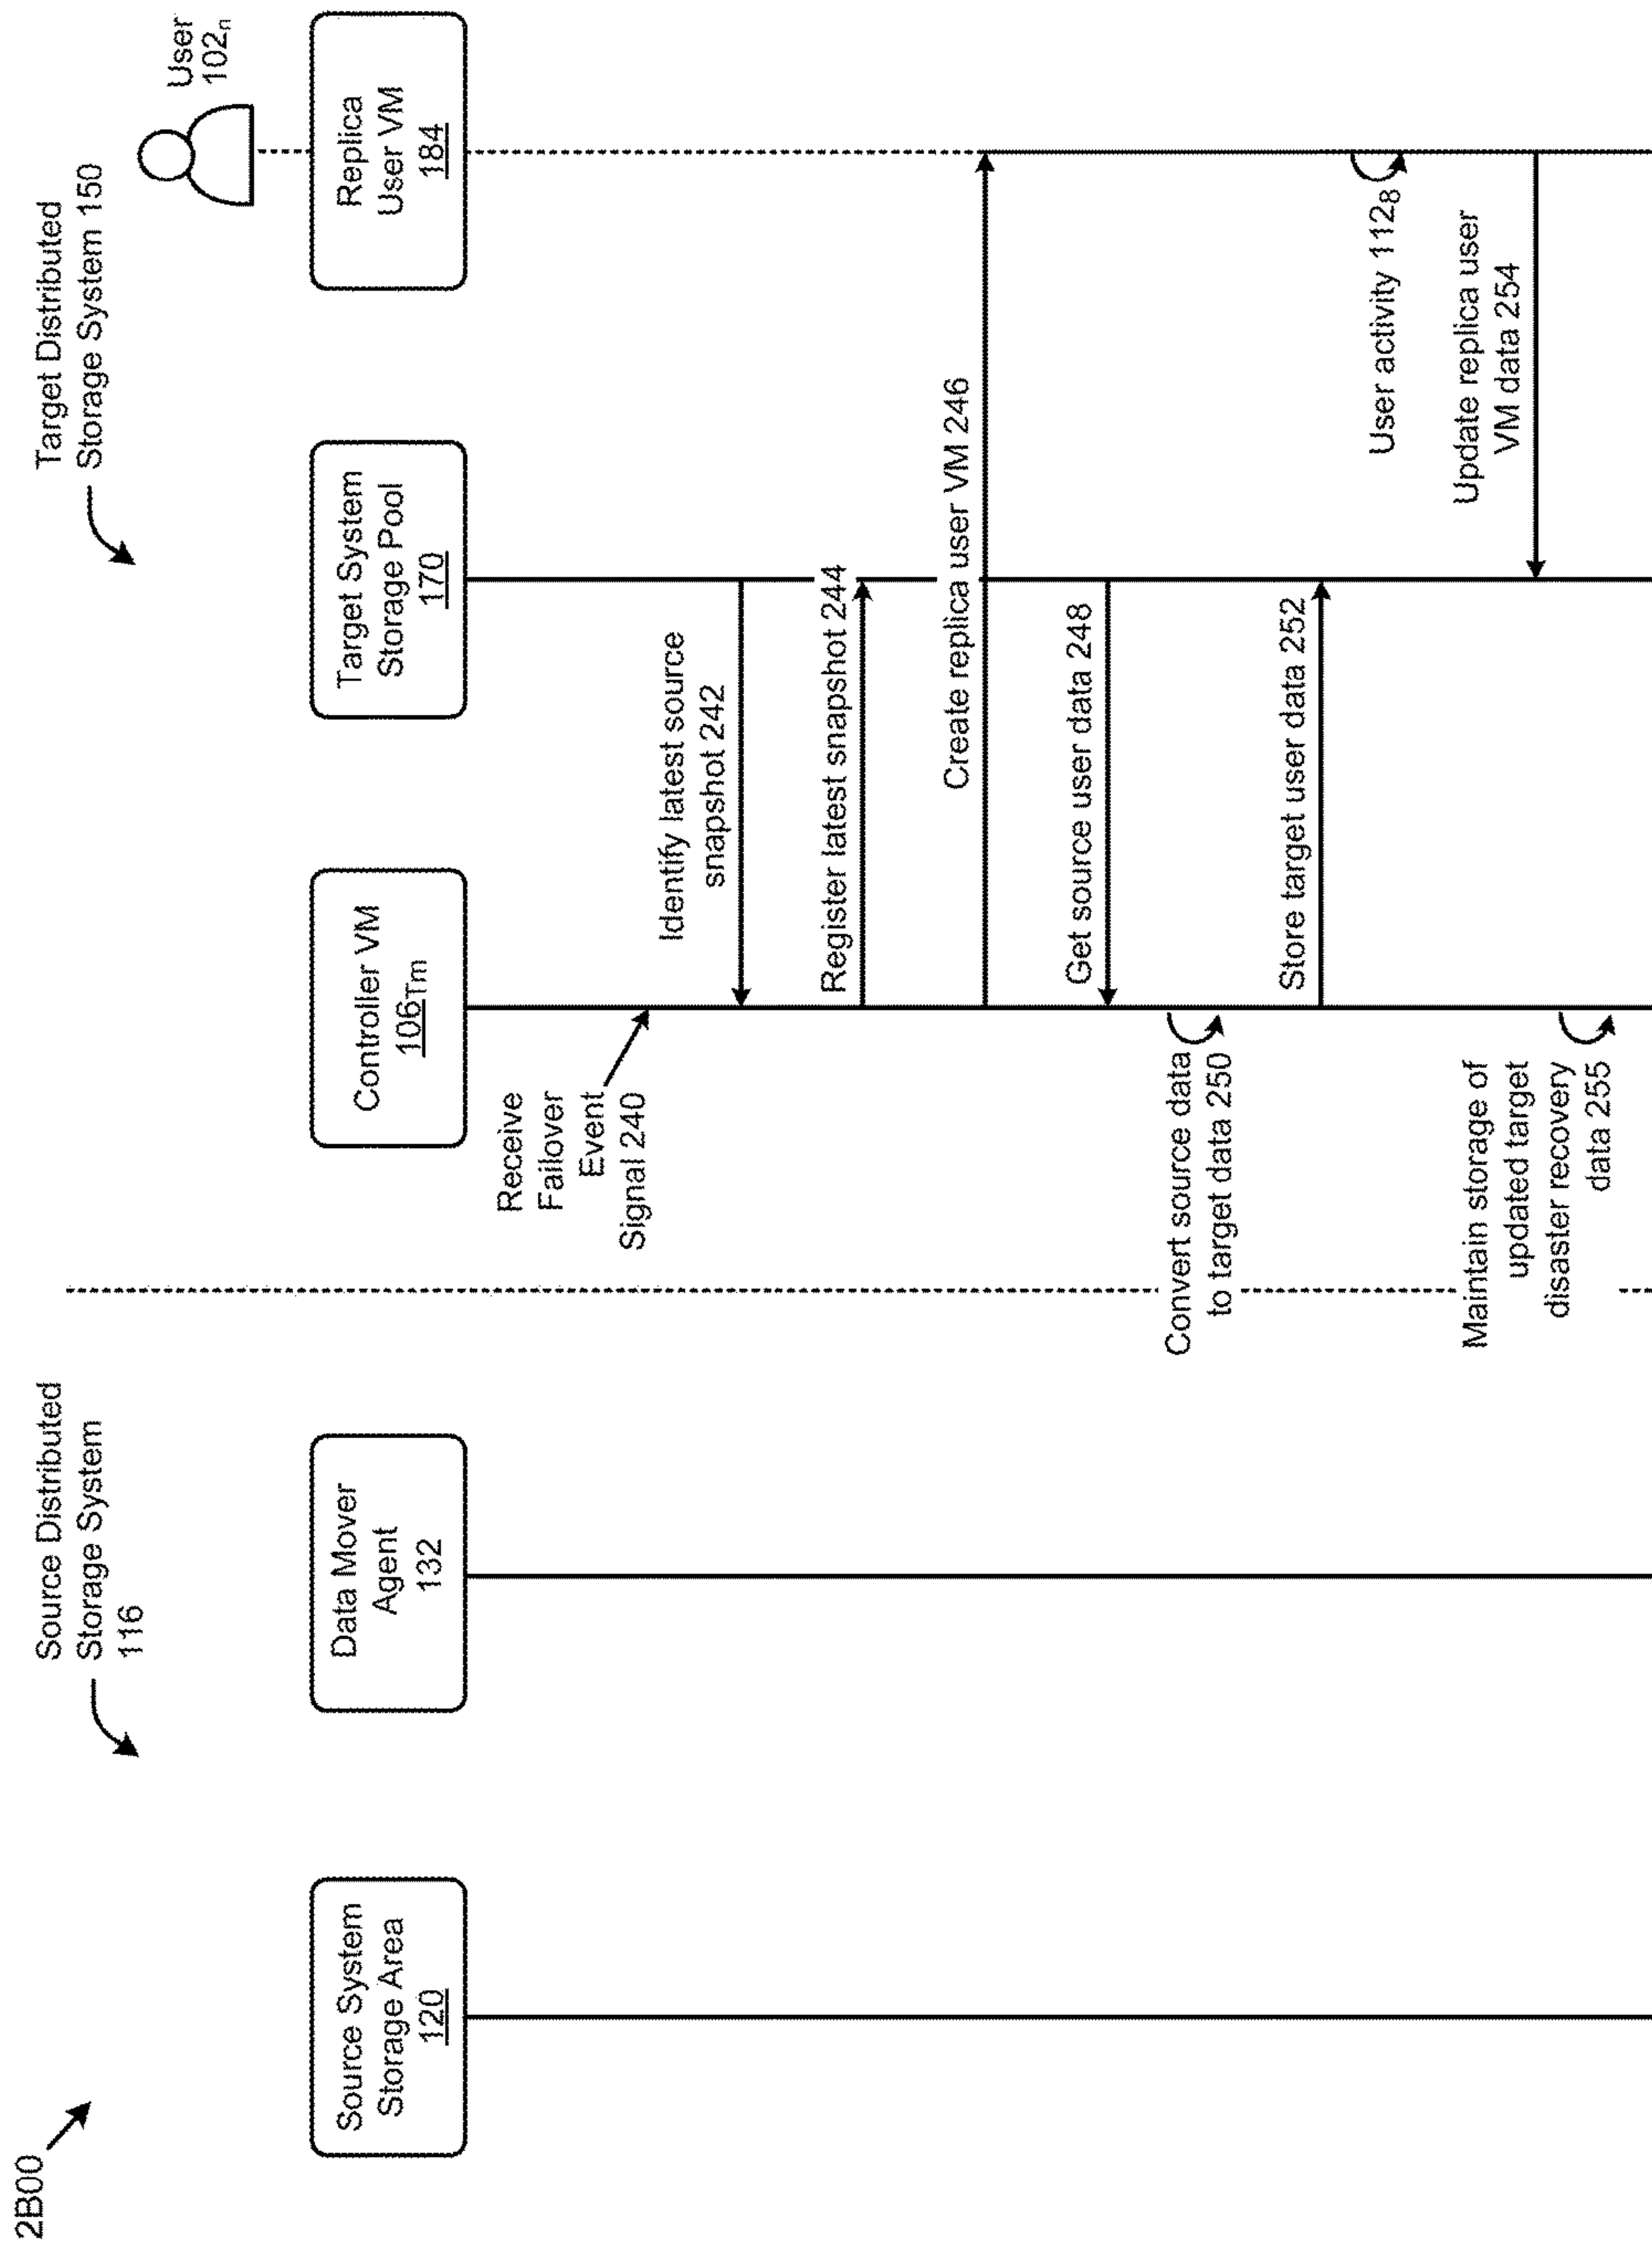 2B00
Source Distributed
Storage System
116
Target Distributed
Storage System 150
User
102n
Source System
Storage Area
120
Data Mover
Agent
132
Controller VM
106Tm
Target System
Storage Pool
170
Replica
User VM
184
Receive
Failover
Event
Signal 240
Identify latest source
snapshot 242
Register latest snapshot 244
Create replica user VM 246
Get source user data 248
Convert source data
to target data 250
Store target user data 252
User activity 1128
Update replica user
VM data 254
Maintain storage of
updated target
disaster recovery
data 255